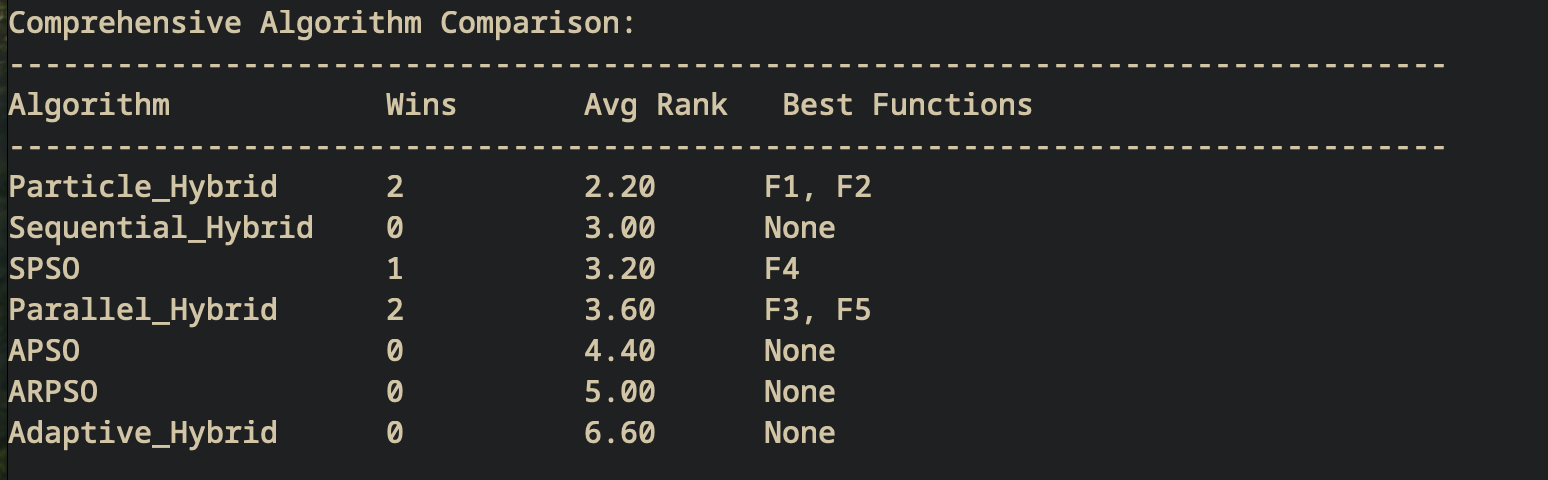 Comprehensive Algorithm Comparison:
--------------------------------------------------------------------------------
Algorithm            Wins       Avg Rank   Best Functions
--------------------------------------------------------------------------------
Particle_Hybrid      2          2.20      F1, F2
Sequential_Hybrid    0          3.00      None
SPSO                 1          3.20      F4
Parallel_Hybrid      2          3.60      F3, F5
APSO                 0          4.40      None
ARPSO                0          5.00      None
Adaptive_Hybrid      0          6.60      None